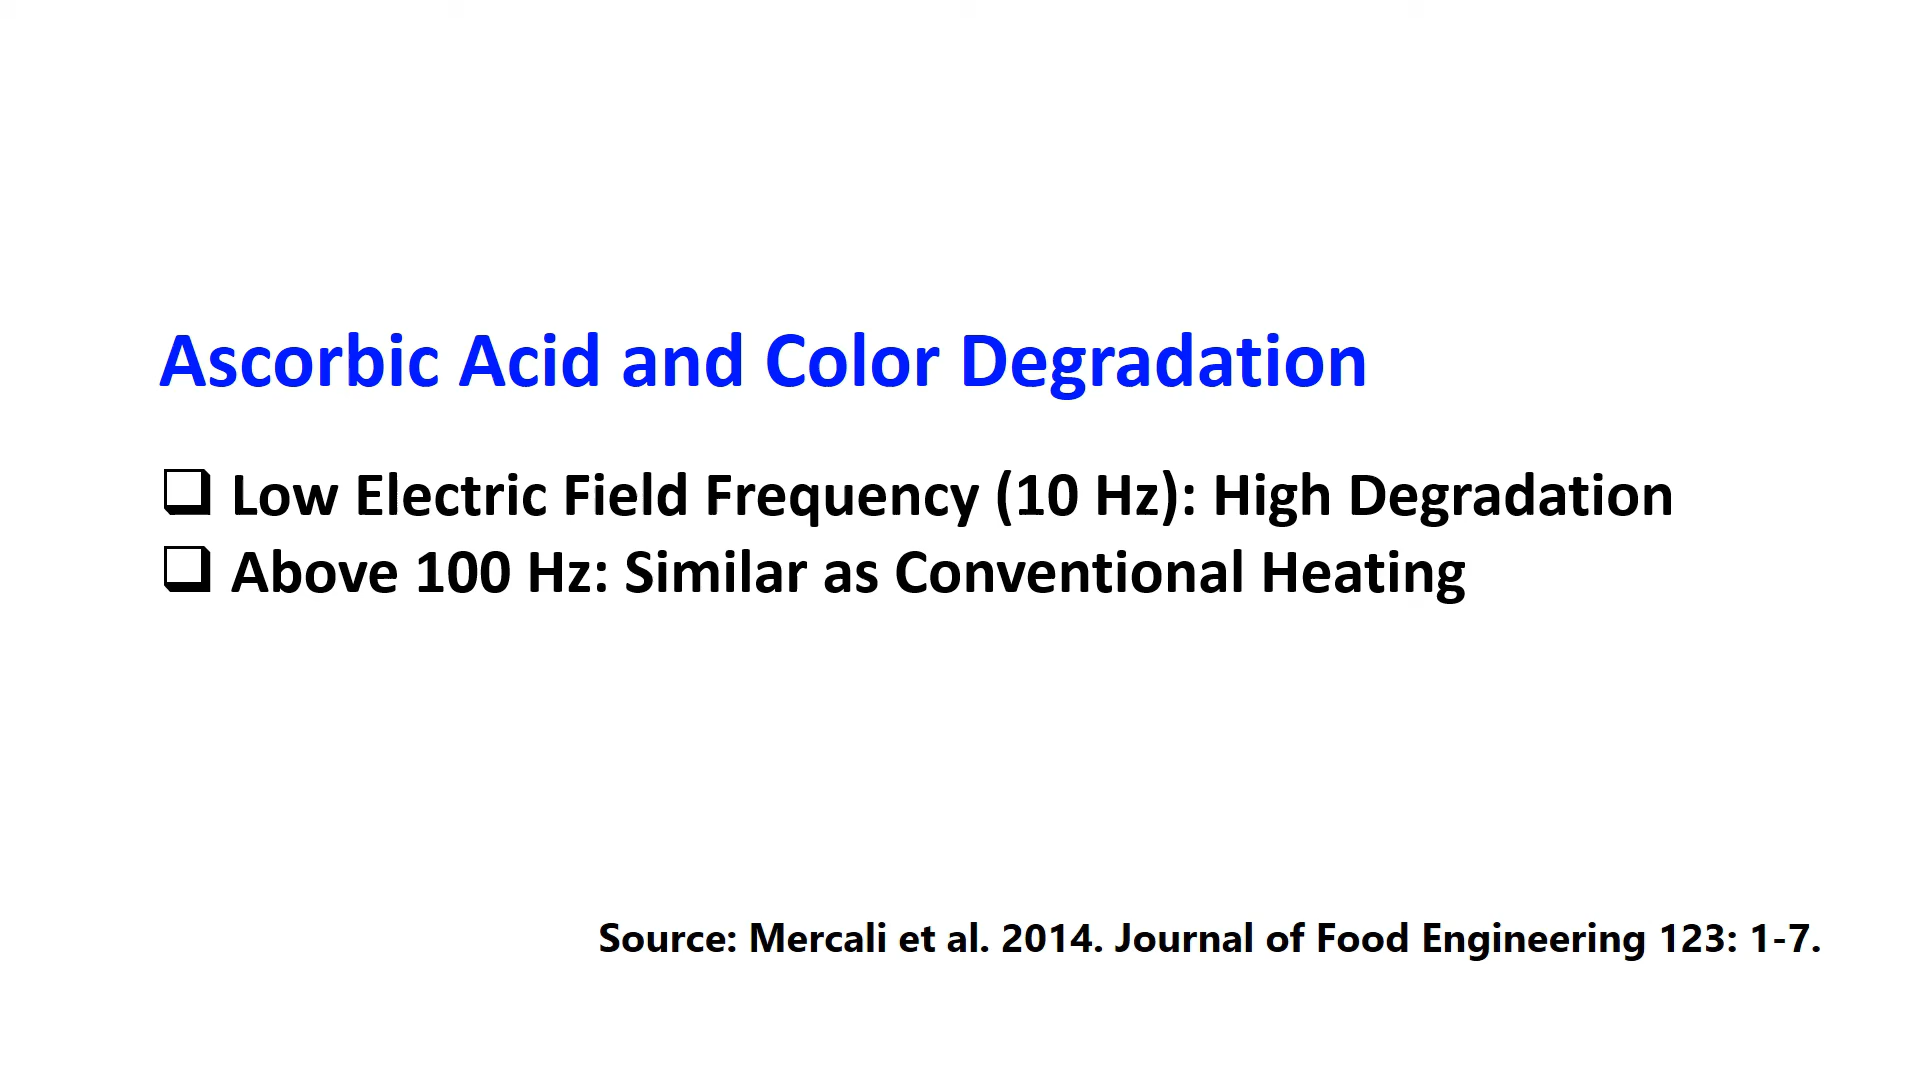 Ascorbic Acid and Color Degradation
❑ Low Electric Field Frequency (10 Hz): High Degradation
❑ Above 100 Hz: Similar as Conventional Heating
Source: Mercali et al. 2014. Journal of Food Engineering 123: 1-7.